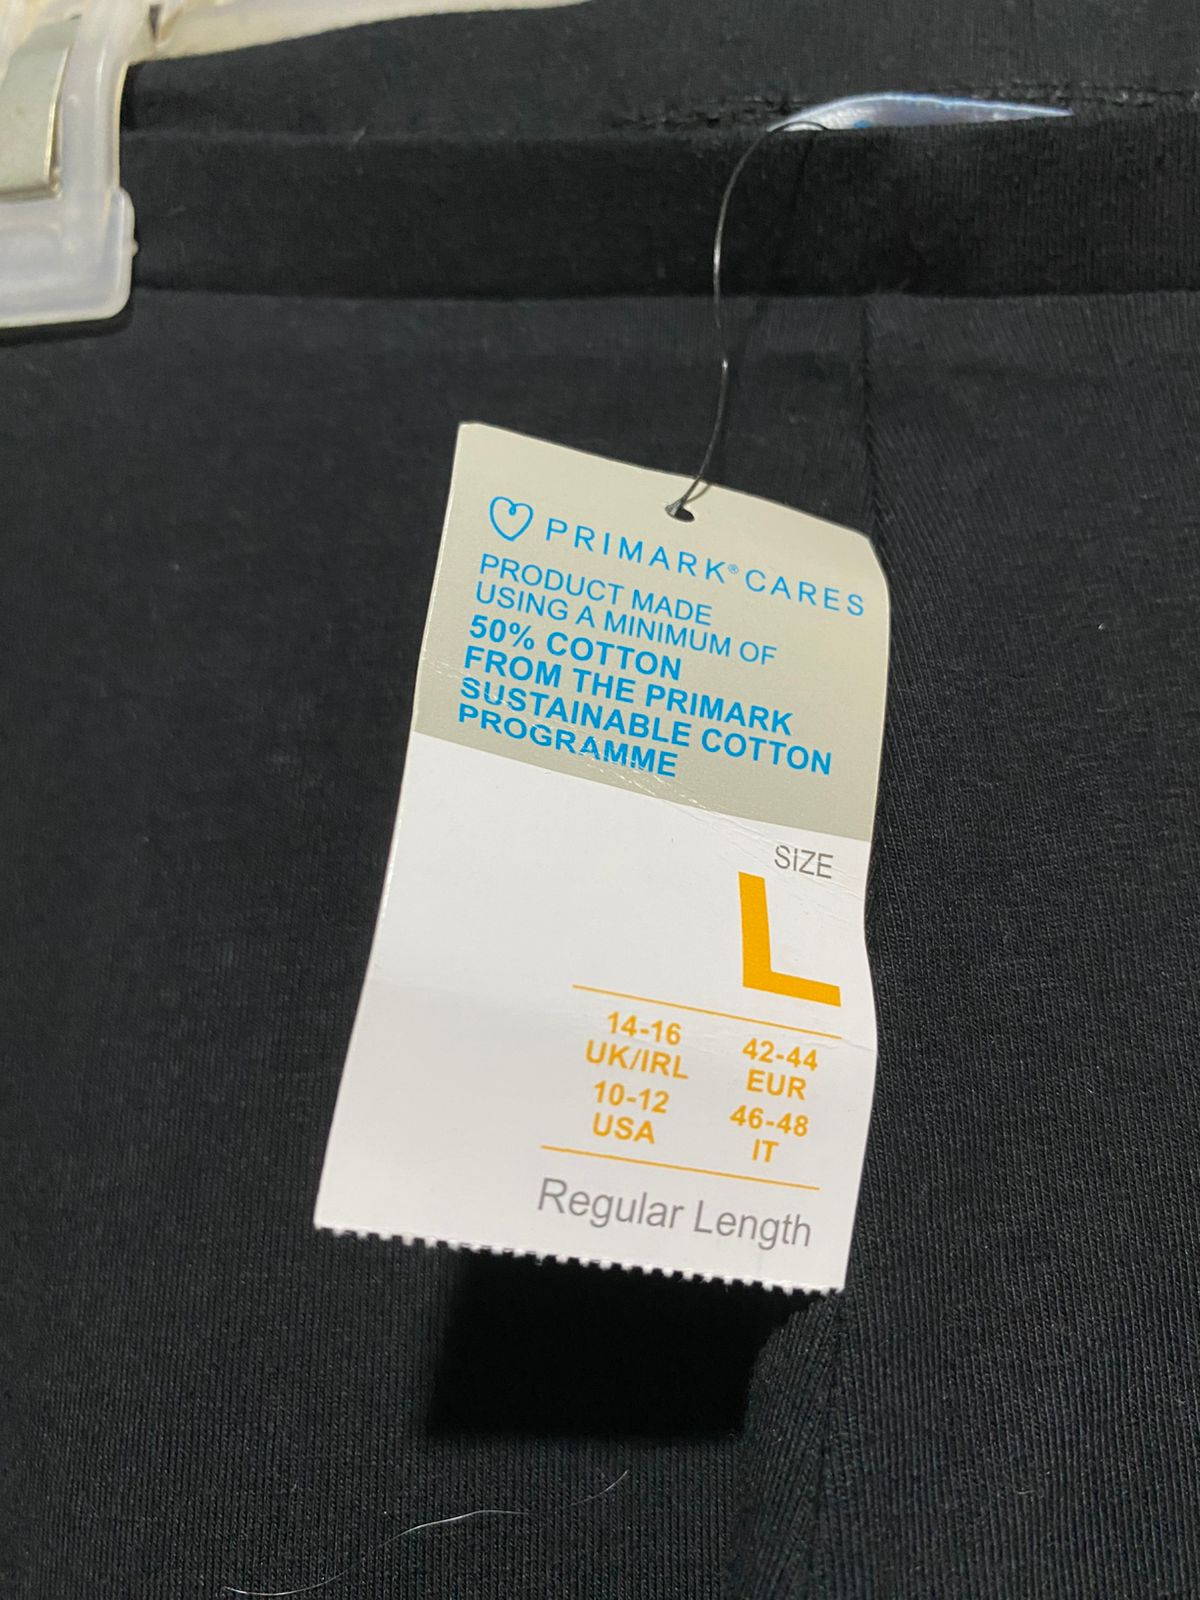 PRIMARK® CARES
PRODUCT MADE
USING A MINIMUM OF
50% COTTON
FROM THE PRIMARK
SUSTAINABLE COTTON
PROGRAMME
SIZE
L
14-16 42-44
UK/IRL EUR
10-12 46-48
USA IT
Regular Length